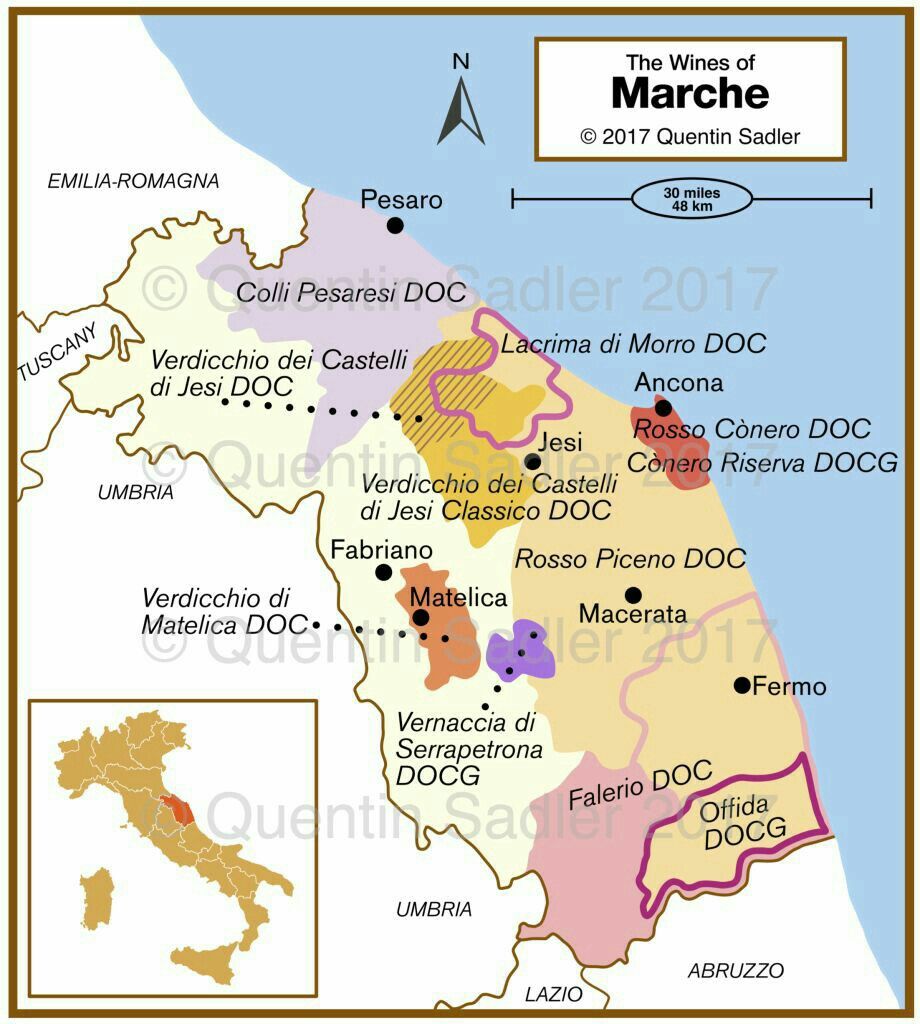 The Wines of
Marche
© 2017 Quentin Sadler
N
30 miles
48 km
EMILIA-ROMAGNA
Pesaro
© Quentin Sadler 2017
Colli Pesaresi DOC
TUSCANY
Lacrima di Morro DOC
Verdicchio dei Castelli
di Jesi DOC
Ancona
Rosso Cònero DOC
Cònero Riserva DOCG
Jesi
© Quentin Sadler 2017
UMBRIA
Verdicchio dei Castelli
di Jesi Classico DOC
Fabriano
Rosso Piceno DOC
Matelica
Macerata
Verdicchio di
Matelica DOC
© Quentin Sadler 2017
Fermo
Vernaccia di
Serrapetrona
DOCG
Falerio DOC
Offida
DOCG
© Quentin Sadler 2017
UMBRIA
ABRUZZO
LAZIO